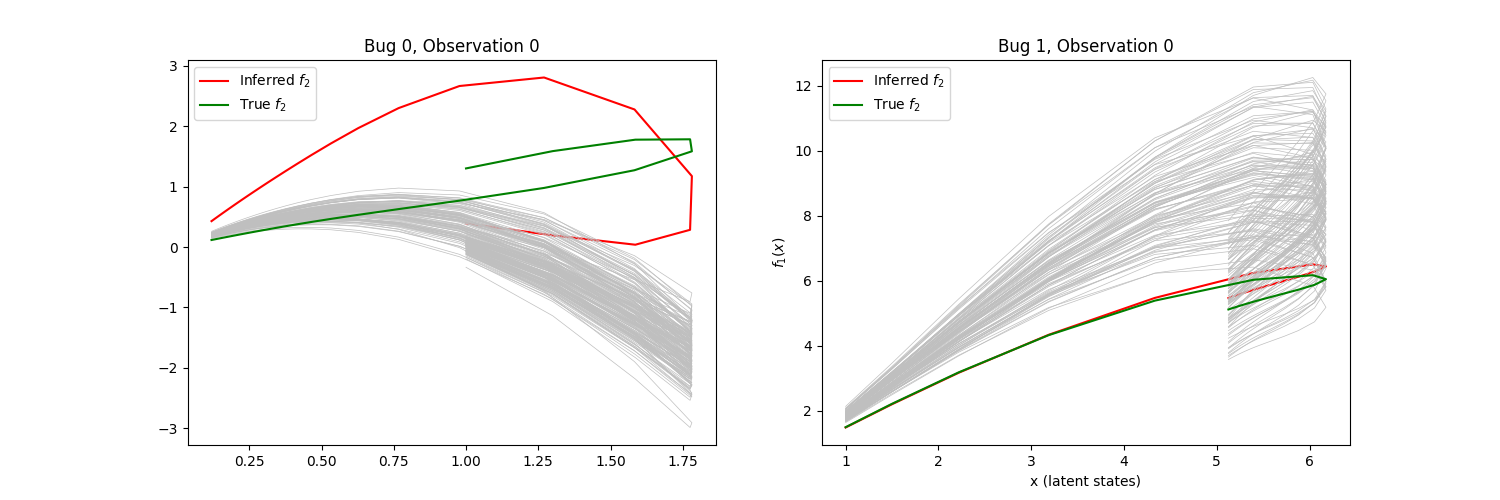 Bug 0, Observation 0
Inferred f₂
True f₂
3
2
1
0
−1
−2
−3
0.25 0.50 0.75 1.00 1.25 1.50 1.75
Bug 1, Observation 0
Inferred f₂
True f₂
f₁(x)
12
10
8
6
4
2
1 2 3 4 5 6
x (latent states)